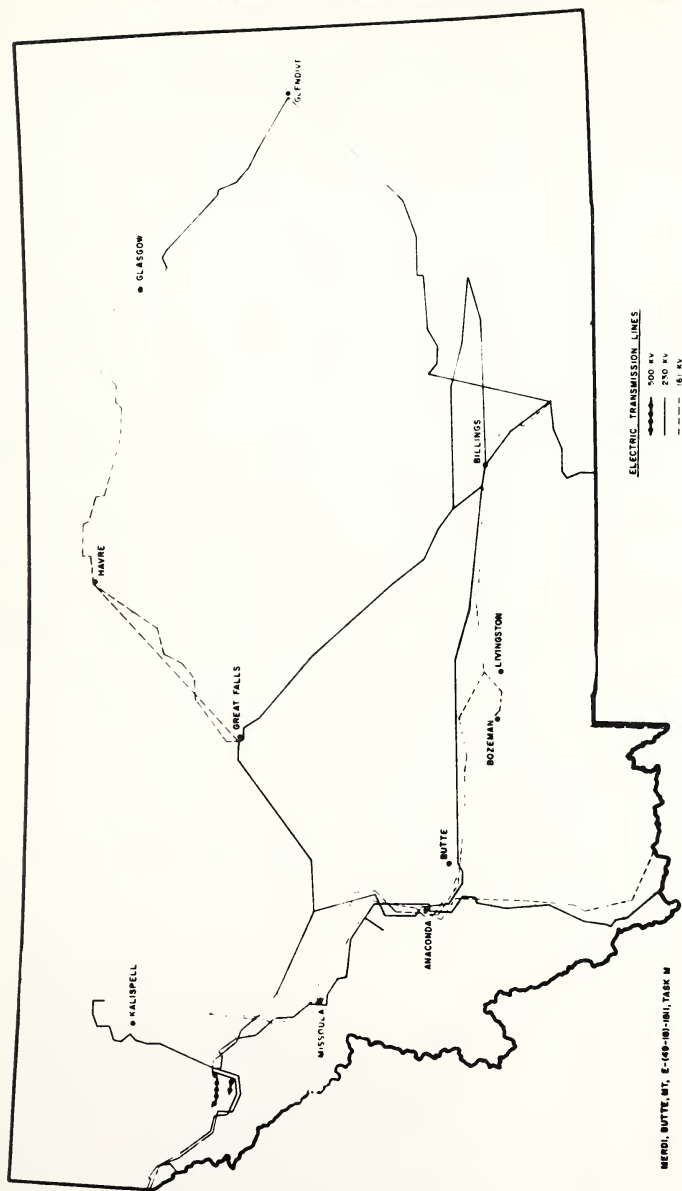 GLENDIVE
GLASGOW
HAVRE
BILLINGS
GREAT FALLS
LIVINGSTON
BOZEMAN
BUTTE
ANACONDA
KALISPELL
MISSOULA
ELECTRIC TRANSMISSION LINES
500 KV
230 KV
161 KV
MERDI, BUTTE, MT, E-(49-18)-1811, TASK M